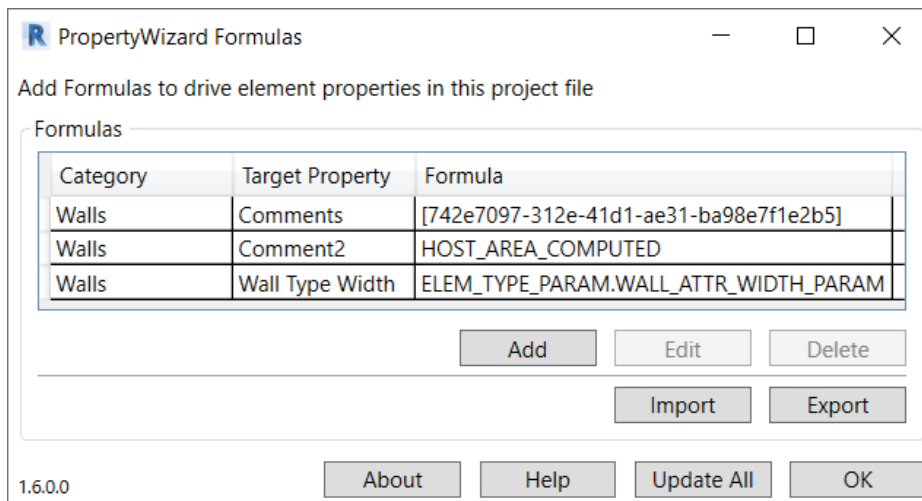 PropertyWizard Formulas
Add Formulas to drive element properties in this project file
Formulas
Category Target Property Formula
Walls Comments [742e7097-312e-41d1-ae31-ba98e7f1e2b5]
Walls Comment2 HOST_AREA_COMPUTED
Walls Wall Type Width ELEM_TYPE_PARAM.WALL_ATTR_WIDTH_PARAM
Add Edit Delete
Import Export
1.6.0.0 About Help Update All OK